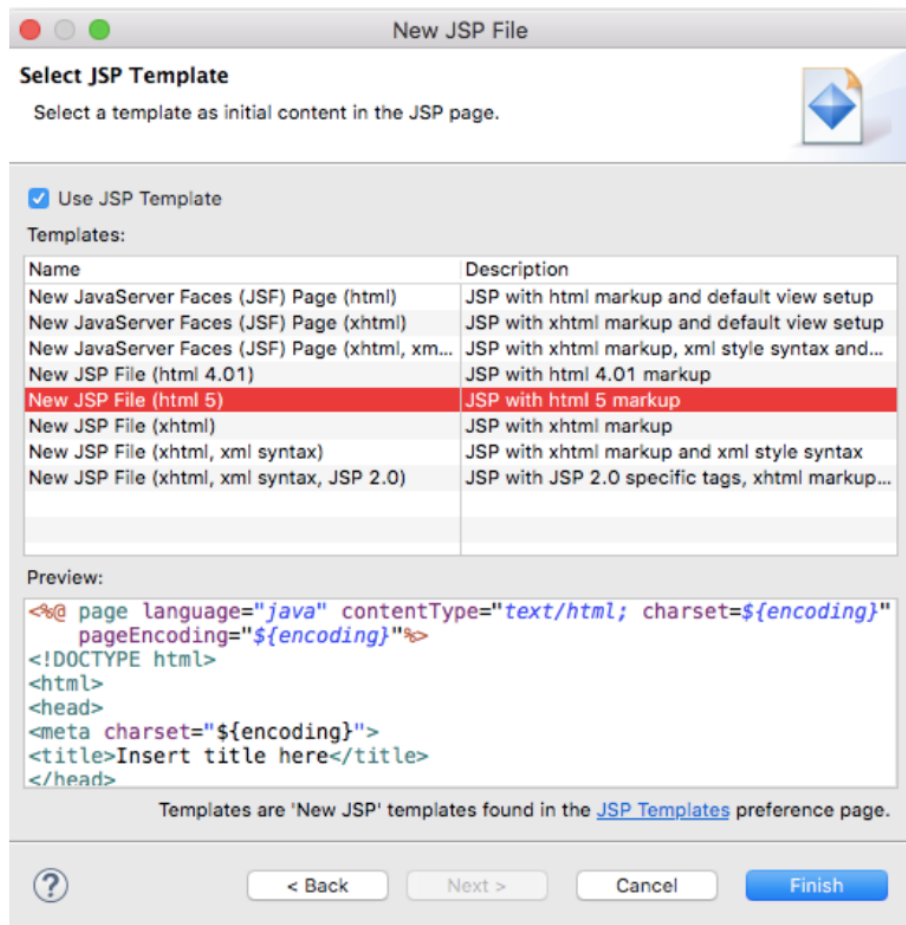 New JSP File
Select JSP Template
Select a template as initial content in the JSP page.
Use JSP Template
Templates:
Name Description
New JavaServer Faces (JSF) Page (html) JSP with html markup and default view setup
New JavaServer Faces (JSF) Page (xhtml) JSP with xhtml markup and default view setup
New JavaServer Faces (JSF) Page (xhtml, xm... JSP with xhtml markup, xml style syntax and...
New JSP File (html 4.01) JSP with html 4.01 markup
New JSP File (html 5) JSP with html 5 markup
New JSP File (xhtml) JSP with xhtml markup
New JSP File (xhtml, xml syntax) JSP with xhtml markup and xml style syntax
New JSP File (xhtml, xml syntax, JSP 2.0) JSP with JSP 2.0 specific tags, xhtml markup...
Preview:
<%@ page language="java" contentType="text/html; charset=${encoding}"
    pageEncoding="${encoding}"%>
<!DOCTYPE html>
<html>
<head>
<meta charset="${encoding}">
<title>Insert title here</title>
</head>
Templates are 'New JSP' templates found in the JSP Templates preference page.
? < Back Next > Cancel Finish